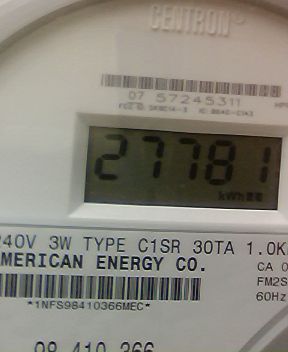 CENTRON®
07 57245311
27781
kWh
240V 3W TYPE C1SR 30TA 1.0K
AMERICAN ENERGY CO.
CA 0
FM2S
60Hz
*1NFS98410366MEC*
98 410 366